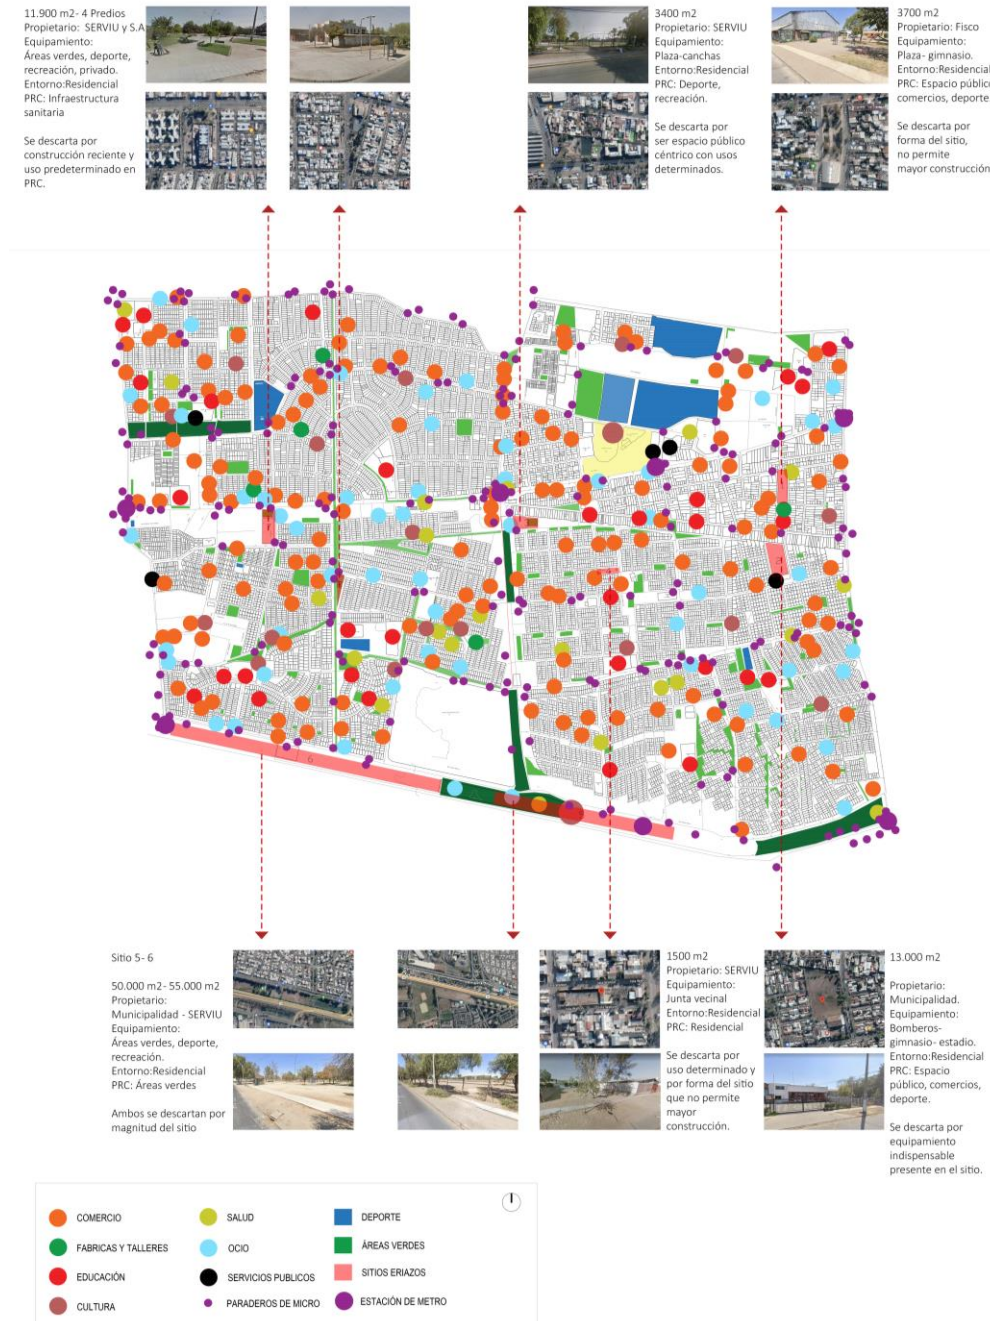 11.900 m2- 4 Predios
Propietario: SERVIU y S.A
Equipamiento:
Áreas verdes, deporte,
recreación, privado.
Entorno:Residencial
PRC: Infraestructura
sanitaria
Se descarta por
construcción reciente y
uso predeterminado en
PRC.
3400 m2
Propietario: SERVIU
Equipamiento:
Plaza-canchas
Entorno:Residencial
PRC: Deporte,
recreación.
Se descarta por
ser espacio público
céntrico con usos
determinados.
3700 m2
Propietario: Fisco
Equipamiento:
Plaza- gimnasio.
Entorno:Residencial
PRC: Espacio público
comercios, deporte
Se descarta por
forma del sitio,
no permite
mayor construcción
6
Sitio 5- 6
50.000 m2- 55.000 m2
Propietario:
Municipalidad - SERVIU
Equipamiento:
Áreas verdes, deporte,
recreación.
Entorno:Residencial
PRC: Áreas verdes
Ambos se descartan por
magnitud del sitio
1500 m2
Propietario: SERVIU
Equipamiento:
Junta vecinal
Entorno:Residencial
PRC: Residencial
Se descarta por
uso determinado y
por forma del sitio
que no permite
mayor
construcción.
13.000 m2
Propietario:
Municipalidad.
Equipamiento:
Bomberos-
gimnasio- estadio.
Entorno:Residencial
PRC: Espacio
público, comercios,
deporte.
Se descarta por
equipamiento
indispensable
presente en el sitio.
COMERCIO
FABRICAS Y TALLERES
EDUCACIÓN
CULTURA
SALUD
OCIO
SERVICIOS PUBLICOS
PARADEROS DE MICRO
DEPORTE
ÁREAS VERDES
SITIOS ERIAZOS
ESTACIÓN DE METRO